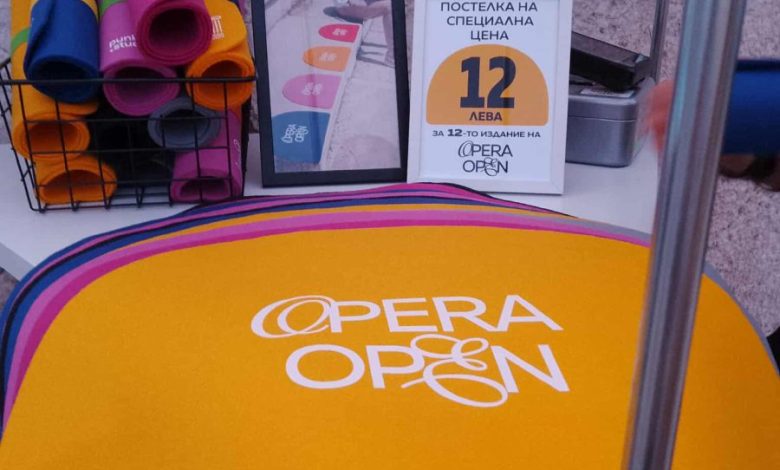 ПОСТЕЛКА НА
СПЕЦИАЛНА
ЦЕНА
12
ЛЕВА
ЗА 12-ТО ИЗДАНИЕ НА
OPERA
OPEN
OPERA
OPEN